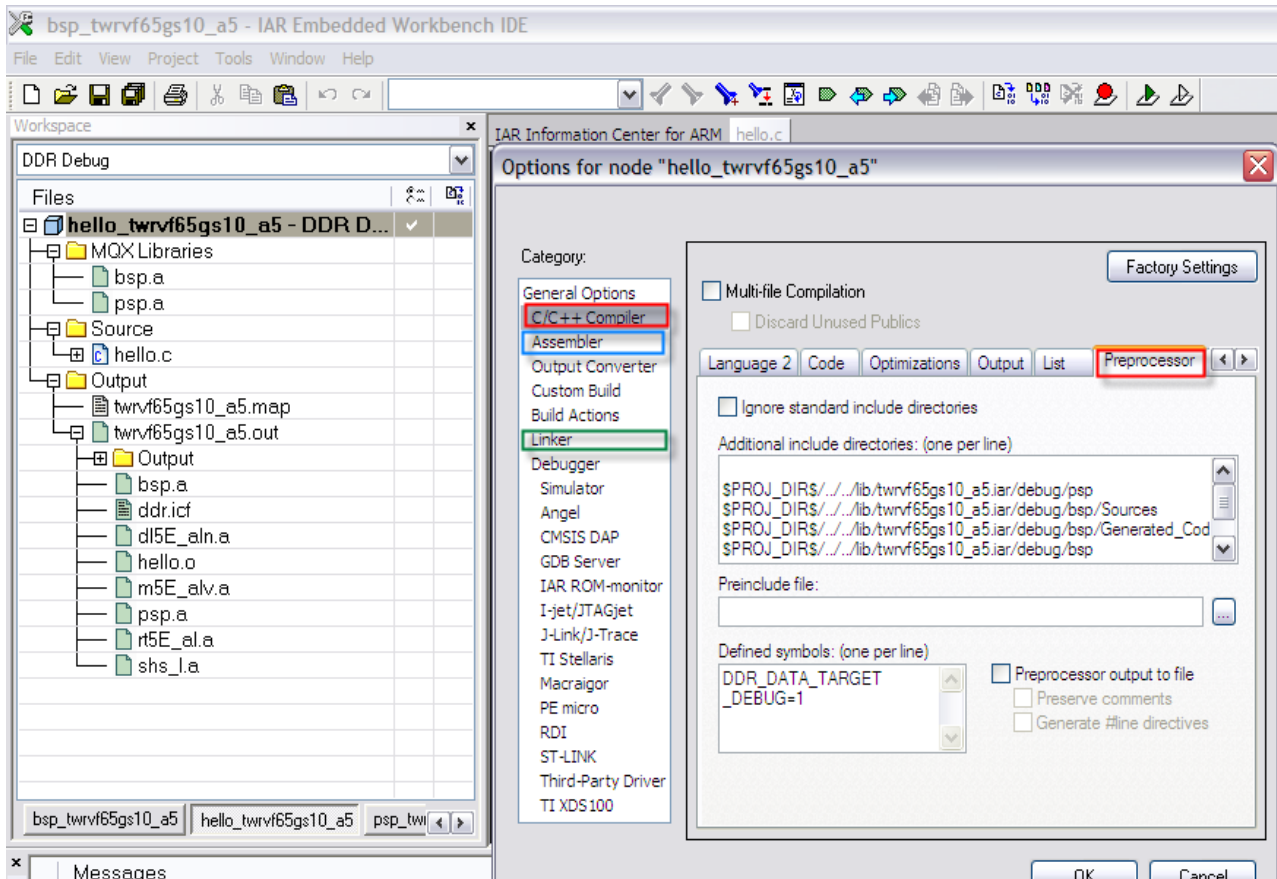 bsp_twrvf65gs10_a5 - IAR Embedded Workbench IDE
File Edit View Project Tools Window Help
Workspace
IAR Information Center for ARM hello.c
DDR Debug
Files
hello_twrvf65gs10_a5 - DDR D...
MQX Libraries
bsp.a
psp.a
Source
hello.c
Output
twrvf65gs10_a5.map
twrvf65gs10_a5.out
Output
bsp.a
ddr.icf
dl5E_aln.a
hello.o
m5E_alv.a
psp.a
rt5E_al.a
shs_l.a
bsp_twrvf65gs10_a5 hello_twrvf65gs10_a5 psp_twr
Messages
Options for node "hello_twrvf65gs10_a5"
Category:
General Options
C/C++ Compiler
Assembler
Output Converter
Custom Build
Build Actions
Linker
Debugger
Simulator
Angel
CMSIS DAP
GDB Server
IAR ROM-monitor
I-jet/JTAGjet
J-Link/J-Trace
TI Stellaris
Macraigor
PE micro
RDI
ST-LINK
Third-Party Driver
TI XDS100
Factory Settings
Multi-file Compilation
Discard Unused Publics
Language 2 Code Optimizations Output List Preprocessor
Ignore standard include directories
Additional include directories: (one per line)
$PROJ_DIR$/../../lib/twrvf65gs10_a5.iar/debug/psp
$PROJ_DIR$/../../lib/twrvf65gs10_a5.iar/debug/bsp/Sources
$PROJ_DIR$/../../lib/twrvf65gs10_a5.iar/debug/bsp/Generated_Cod
$PROJ_DIR$/../../lib/twrvf65gs10_a5.iar/debug/bsp
Preinclude file:
...
Defined symbols: (one per line)
DDR_DATA_TARGET
_DEBUG=1
Preprocessor output to file
Preserve comments
Generate #line directives
OK Cancel